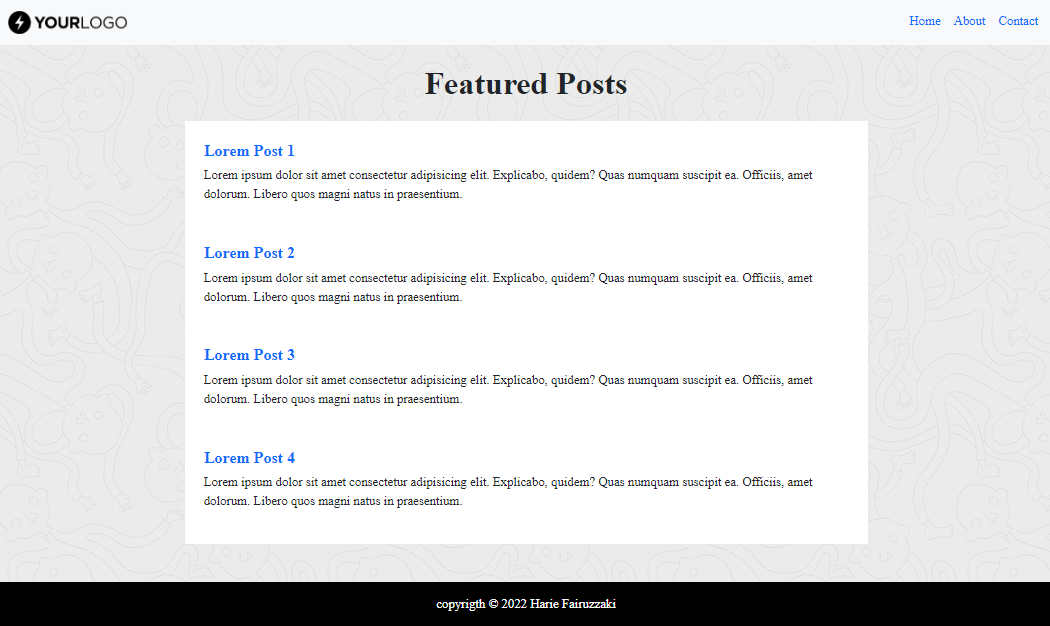 YOURLOGO
Home About Contact
Featured Posts
Lorem Post 1
Lorem ipsum dolor sit amet consectetur adipisicing elit. Explicabo, quidem? Quas numquam suscipit ea. Officiis, amet
dolorum. Libero quos magni natus in praesentium.
Lorem Post 2
Lorem ipsum dolor sit amet consectetur adipisicing elit. Explicabo, quidem? Quas numquam suscipit ea. Officiis, amet
dolorum. Libero quos magni natus in praesentium.
Lorem Post 3
Lorem ipsum dolor sit amet consectetur adipisicing elit. Explicabo, quidem? Quas numquam suscipit ea. Officiis, amet
dolorum. Libero quos magni natus in praesentium.
Lorem Post 4
Lorem ipsum dolor sit amet consectetur adipisicing elit. Explicabo, quidem? Quas numquam suscipit ea. Officiis, amet
dolorum. Libero quos magni natus in praesentium.
copyrigth © 2022 Harie Fairuzzaki